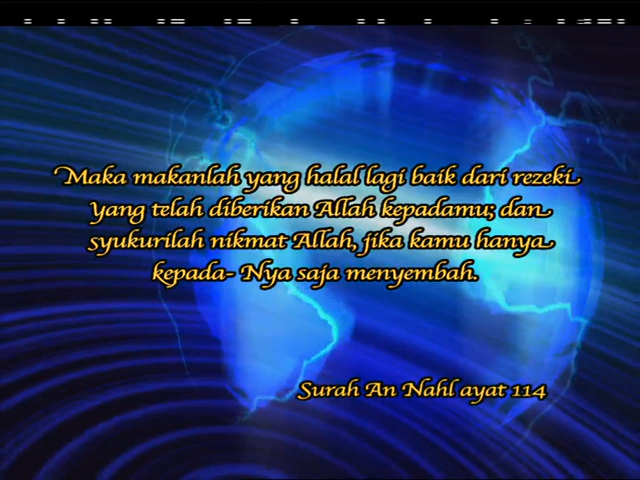 Maka makanlah yang halal lagi baik dari rezeki
yang telah diberikan Allah kepadamu; dan
syukurilah nikmat Allah, jika kamu hanya
kepada- Nya saja menyembah.
Surah An Nahl ayat 114